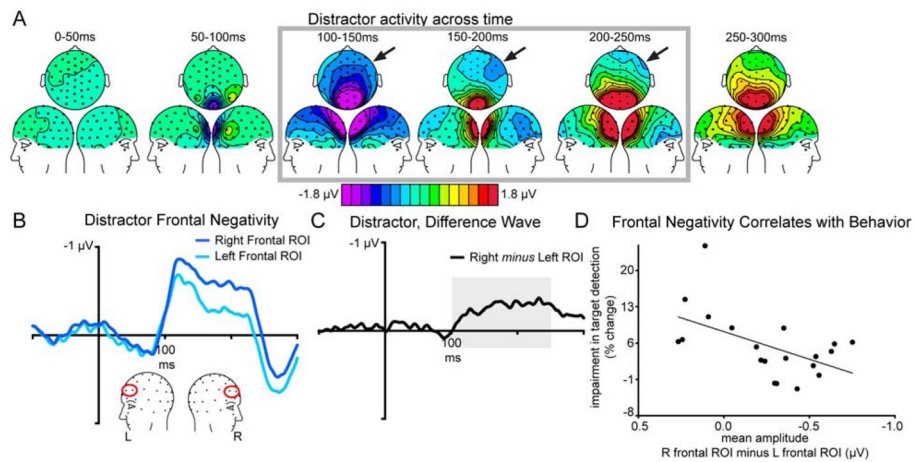 A
Distractor activity across time
0-50ms
50-100ms
100-150ms
150-200ms
200-250ms
250-300ms
-1.8 µV
1.8 µV
B
Distractor Frontal Negativity
-1 µV
Right Frontal ROI
Left Frontal ROI
100
ms
L
R
C
Distractor, Difference Wave
-1 µV
Right minus Left ROI
100
ms
D
Frontal Negativity Correlates with Behavior
impairment in target detection
(% change)
20
13
6
-1
-8
0.5
0.0
-0.5
-1.0
mean amplitude
R frontal ROI minus L frontal ROI (µV)